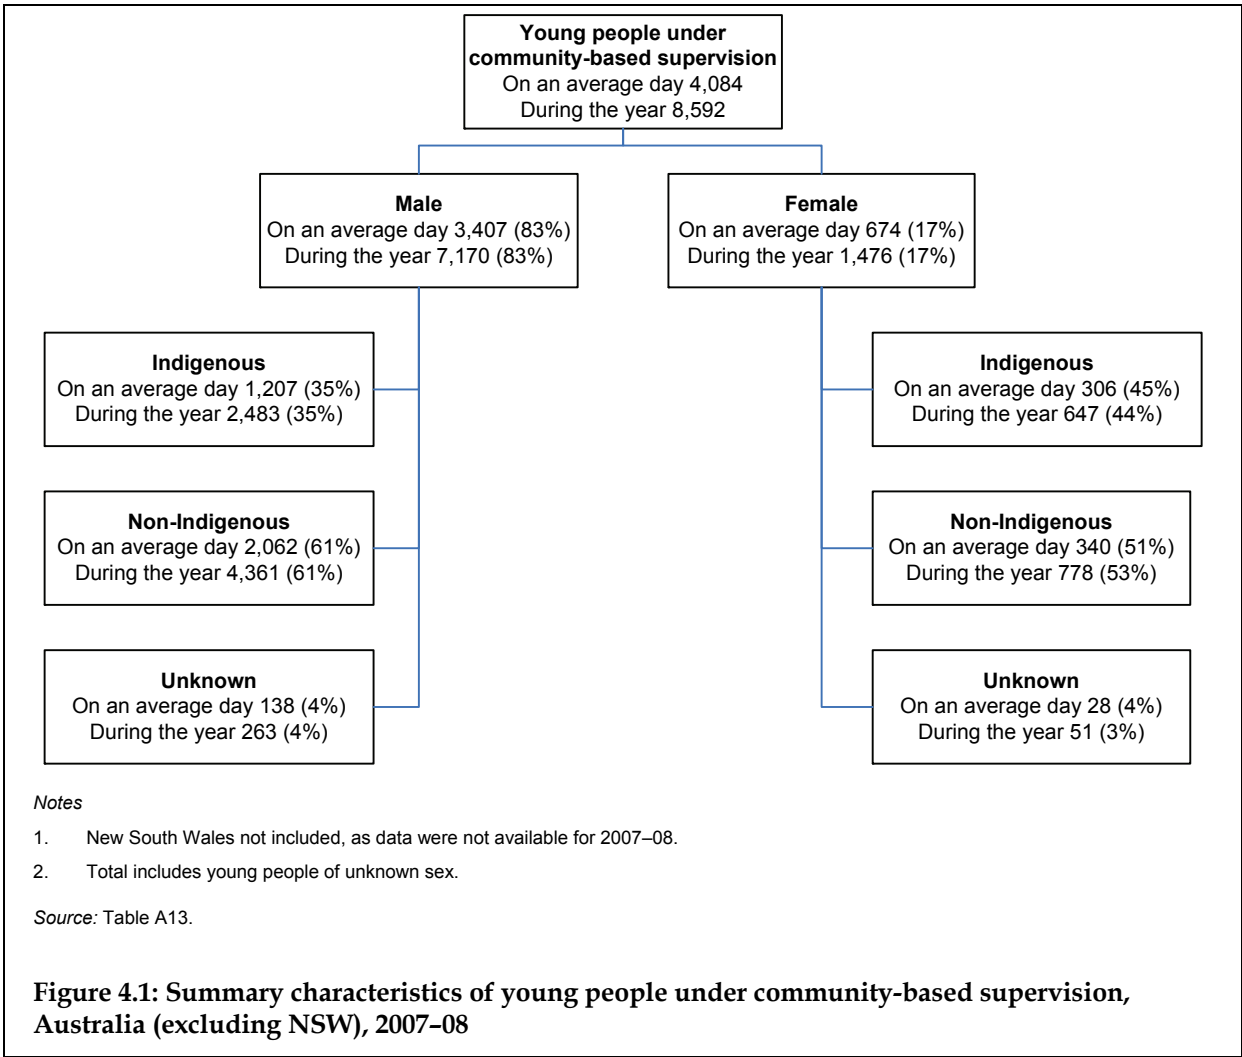 Young people under
community-based supervision
On an average day 4,084
During the year 8,592
Male
On an average day 3,407 (83%)
During the year 7,170 (83%)
Female
On an average day 674 (17%)
During the year 1,476 (17%)
Indigenous
On an average day 1,207 (35%)
During the year 2,483 (35%)
Indigenous
On an average day 306 (45%)
During the year 647 (44%)
Non-Indigenous
On an average day 2,062 (61%)
During the year 4,361 (61%)
Non-Indigenous
On an average day 340 (51%)
During the year 778 (53%)
Unknown
On an average day 138 (4%)
During the year 263 (4%)
Unknown
On an average day 28 (4%)
During the year 51 (3%)
Notes
1. New South Wales not included, as data were not available for 2007–08.
2. Total includes young people of unknown sex.
Source: Table A13.
Figure 4.1: Summary characteristics of young people under community-based supervision,
Australia (excluding NSW), 2007–08